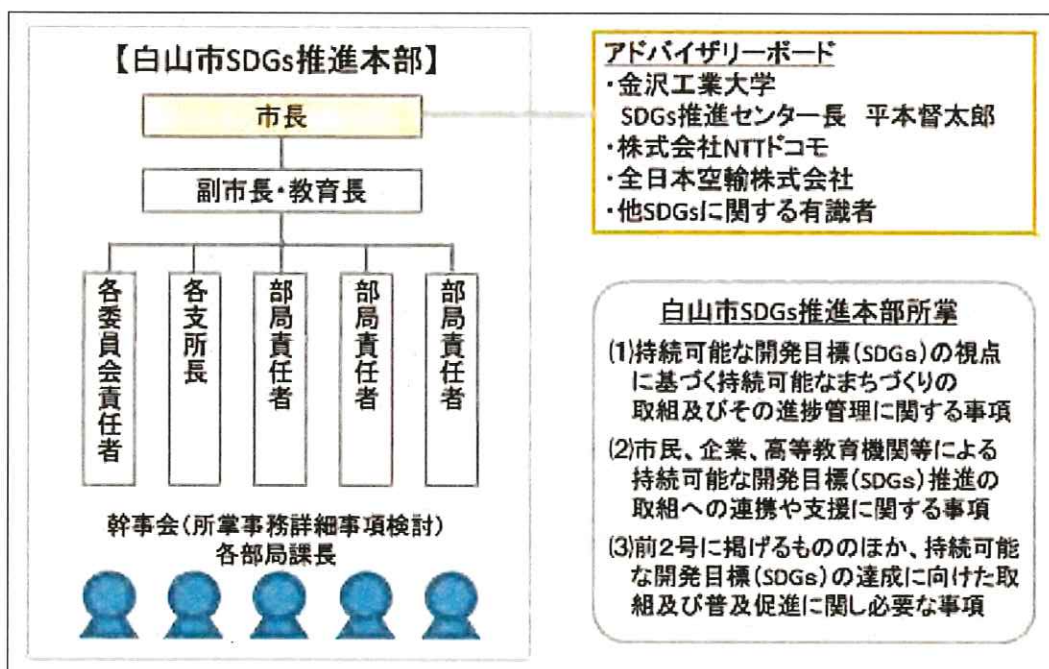 【白山市SDGs推進本部】
市長
副市長・教育長
各委員会責任者
各支所長
部局責任者
部局責任者
部局責任者
幹事会(所掌事務詳細事項検討)
各部局課長
アドバイザリーボード
・金沢工業大学
SDGs推進センター長 平本督太郎
・株式会社NTTドコモ
・全日本空輸株式会社
・他SDGsに関する有識者
白山市SDGs推進本部所掌
(1)持続可能な開発目標(SDGs)の視点
に基づく持続可能なまちづくりの
取組及びその進捗管理に関する事項
(2)市民、企業、高等教育機関等による
持続可能な開発目標(SDGs)推進の
取組への連携や支援に関する事項
(3)前2号に掲げるもののほか、持続可能
な開発目標(SDGs)の達成に向けた取
組及び普及促進に関し必要な事項